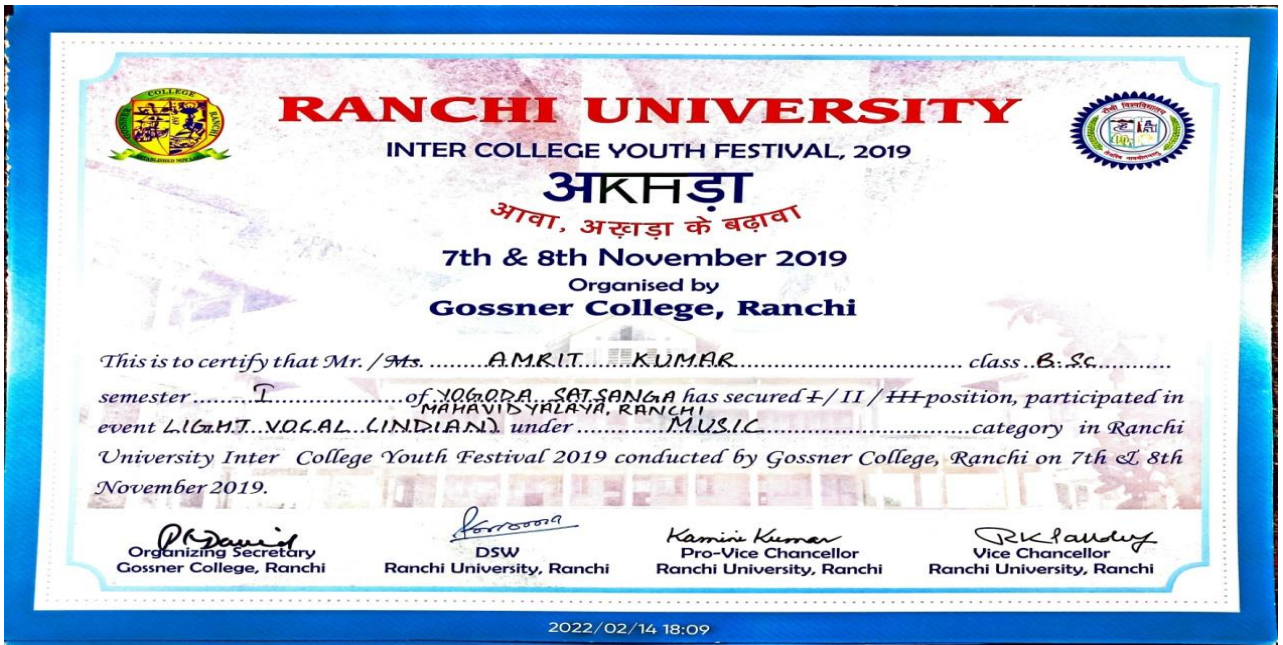 RANCHI UNIVERSITY
INTER COLLEGE YOUTH FESTIVAL, 2019
अKHड़ा
आवा, अखड़ा के बढ़ावा
7th & 8th November 2019
Organised by
Gossner College, Ranchi
This is to certify that Mr. / Ms. AMRIT KUMAR class B.Sc
semester I of YOGODA SATSANGA has secured I / II / III position, participated in
MAHAVIDYALAYA, RANCHI
event LIGHT VOCAL (INDIAN) under MUSIC category in Ranchi
University Inter College Youth Festival 2019 conducted by Gossner College, Ranchi on 7th & 8th
November 2019.
Kamini Kumar
RK Pandey
Organizing Secretary
Gossner College, Ranchi
DSW
Ranchi University, Ranchi
Pro-Vice Chancellor
Ranchi University, Ranchi
Vice Chancellor
Ranchi University, Ranchi
2022/02/14 18:09